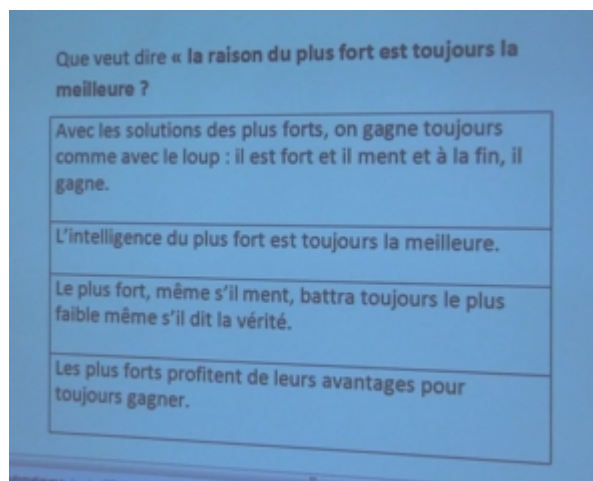 Que veut dire « la raison du plus fort est toujours la
meilleure ?
Avec les solutions des plus forts, on gagne toujours
comme avec le loup : il est fort et il ment et à la fin, il
gagne.
L'intelligence du plus fort est toujours la meilleure.
Le plus fort, même s'il ment, battra toujours le plus
faible même s'il dit la vérité.
Les plus forts profitent de leurs avantages pour
toujours gagner.